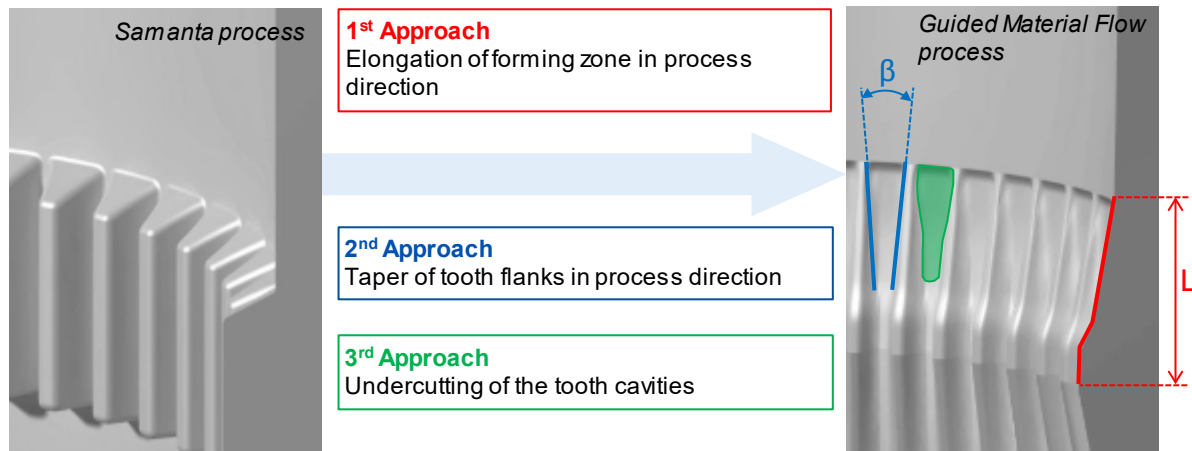 Samanta process
1st Approach
Elongation of forming zone in process
direction
2nd Approach
Taper of tooth flanks in process direction
3rd Approach
Undercutting of the tooth cavities
Guided Material Flow
process
β
L